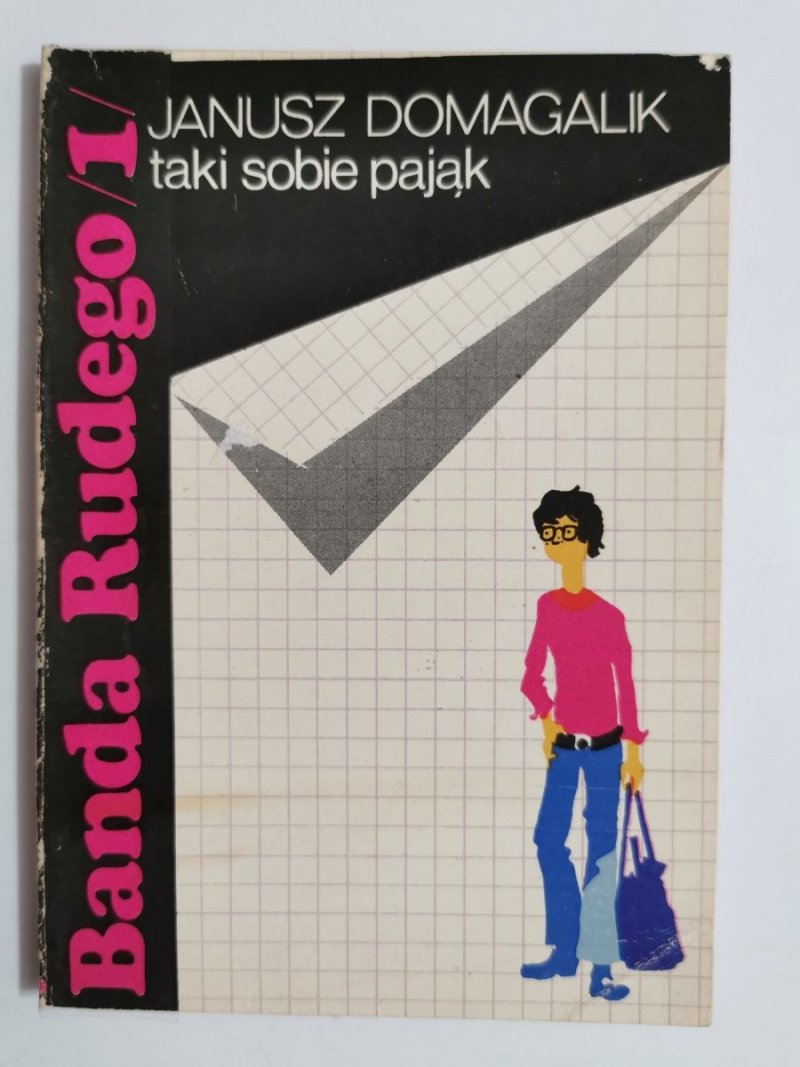 JANUSZ DOMAGALIK
taki sobie pająk
Banda Rudego /1/